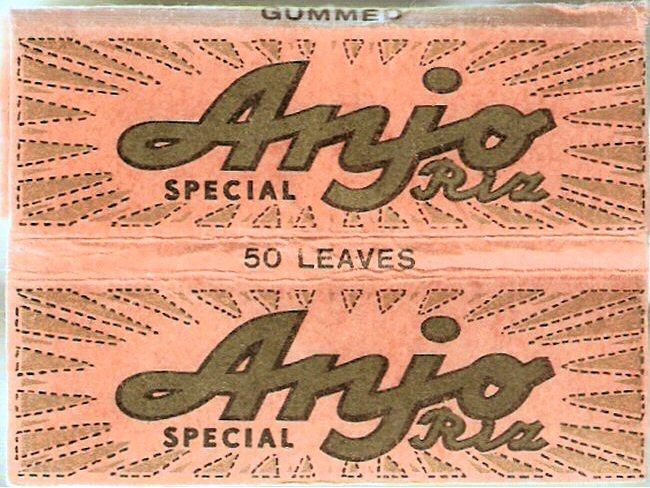 GUMMED
Anjo
SPECIAL Riz
50 LEAVES
Anjo
SPECIAL Riz